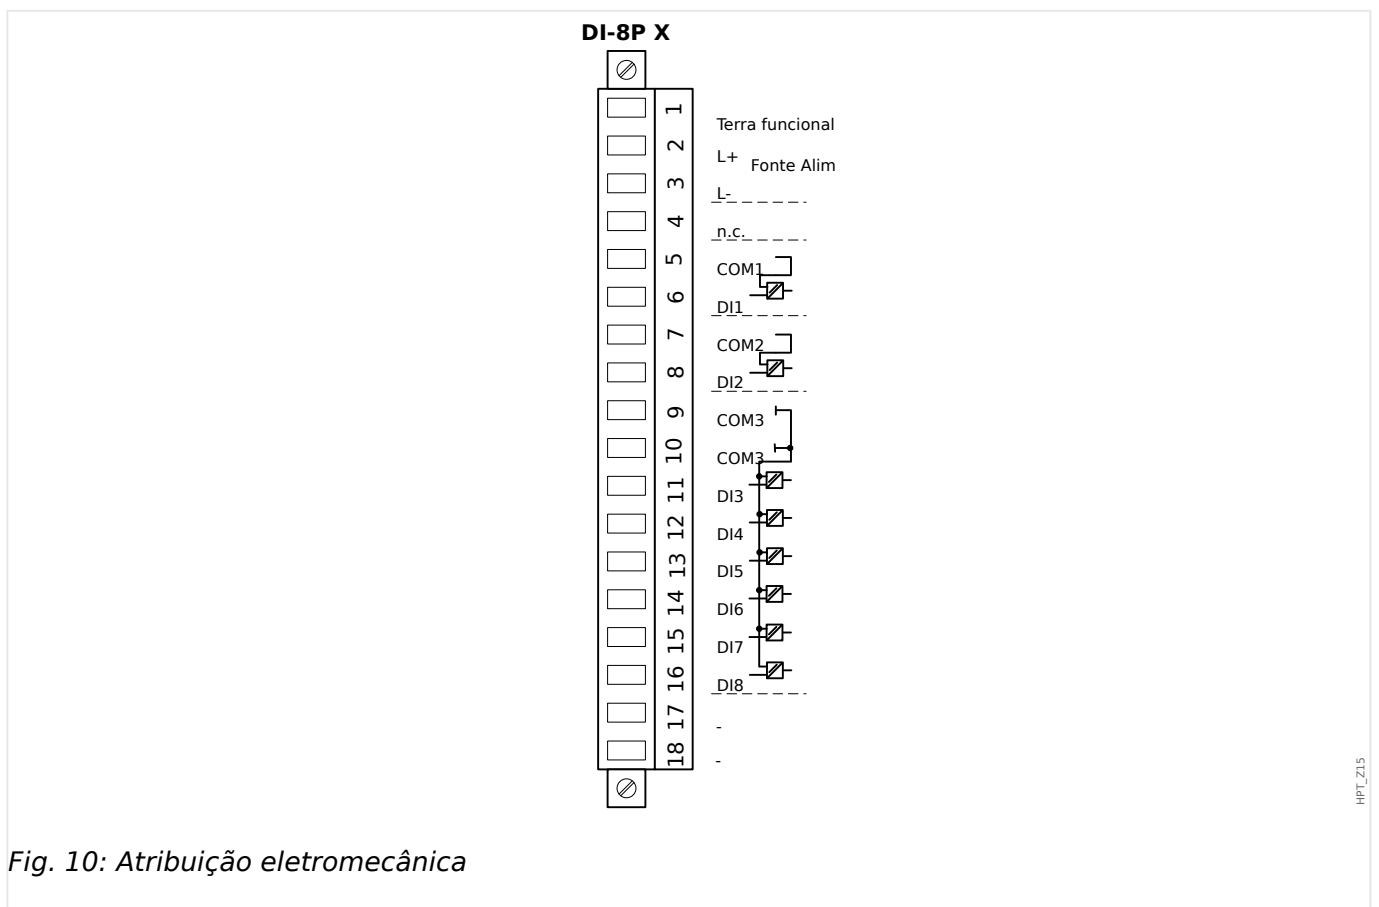 DI-8P X
1
Terra funcional
2
L+ Fonte Alim
3
L-
4
n.c.
5
COM1
6
DI1
7
COM2
8
DI2
9
COM3
10
COM3
11
DI3
12
DI4
13
DI5
14
DI6
15
DI7
16
DI8
17
-
18
-
HPT_Z15
Fig. 10: Atribuição eletromecânica